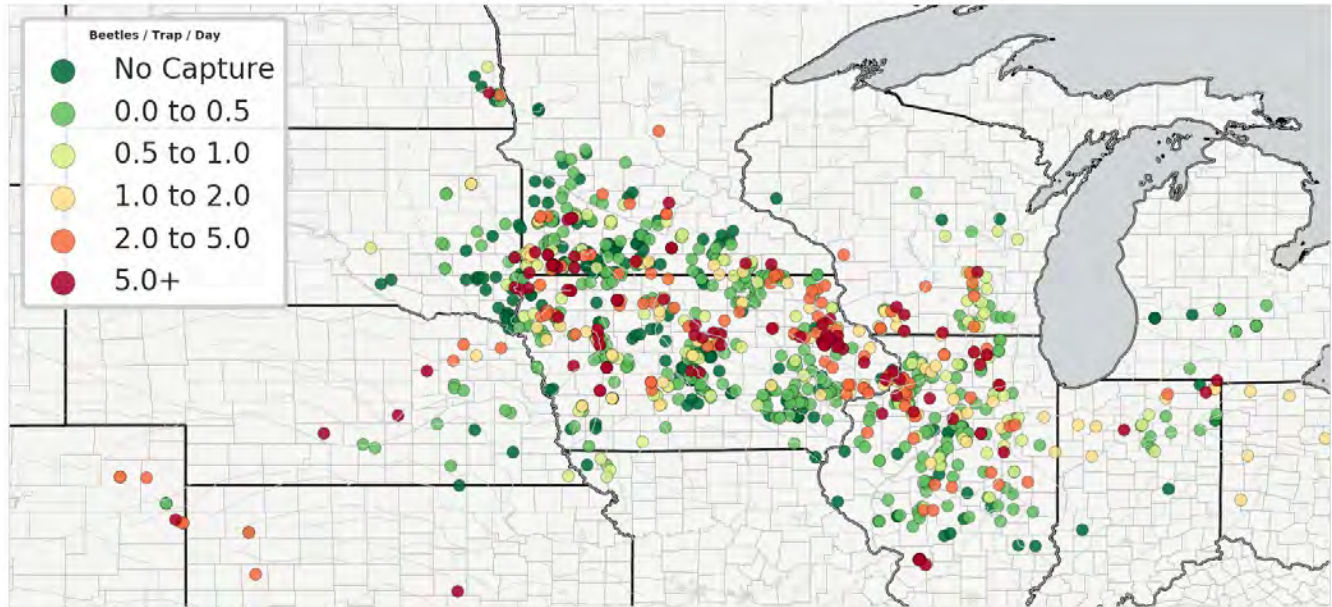 Beetles / Trap / Day
No Capture
0.0 to 0.5
0.5 to 1.0
1.0 to 2.0
2.0 to 5.0
5.0+